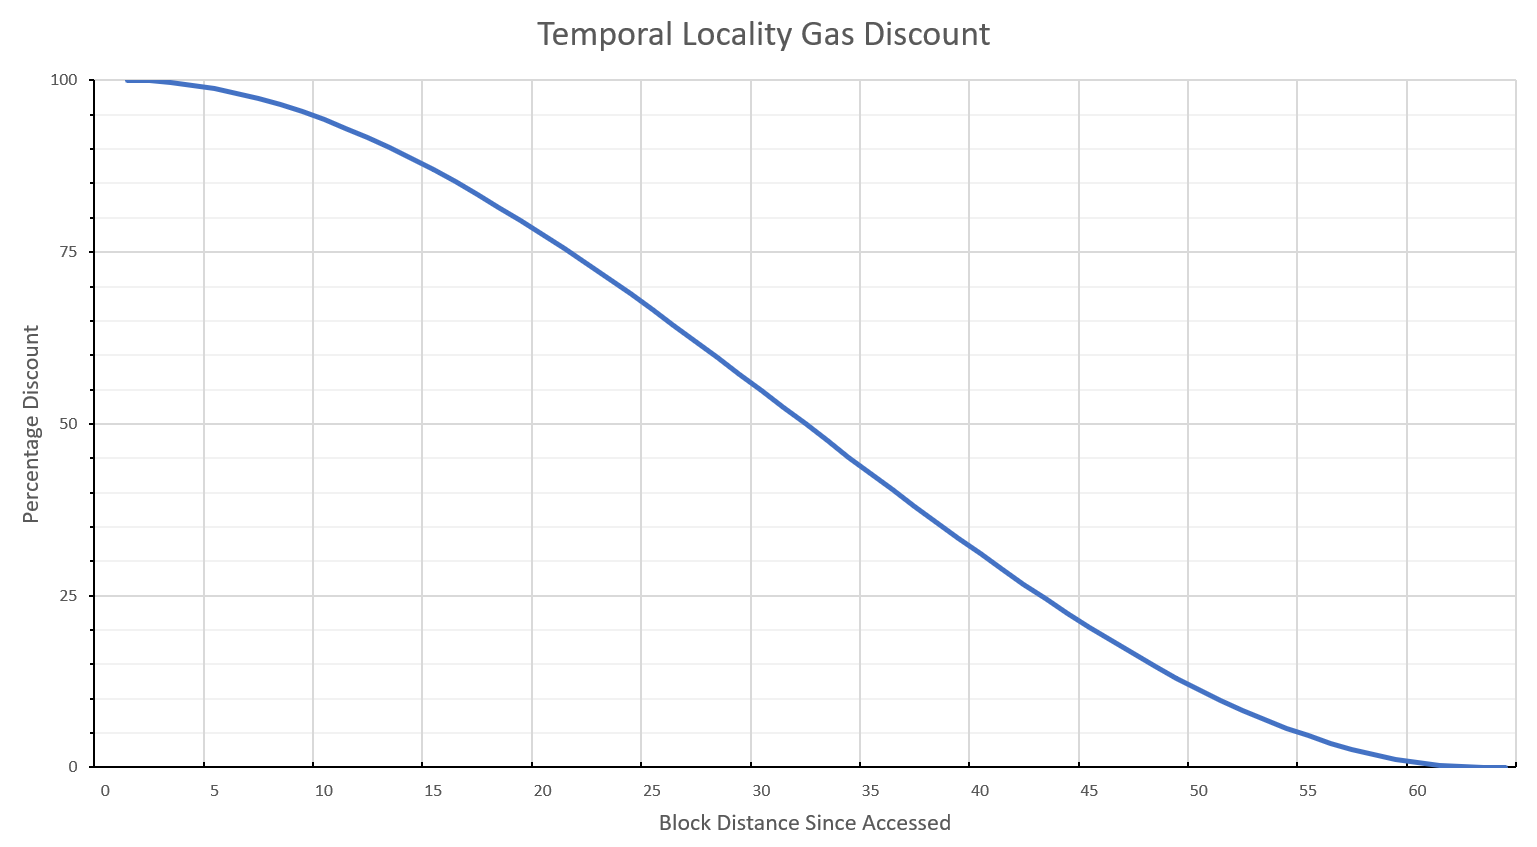 Temporal Locality Gas Discount
100
75
50
25
0
Percentage Discount
0 5 10 15 20 25 30 35 40 45 50 55 60
Block Distance Since Accessed